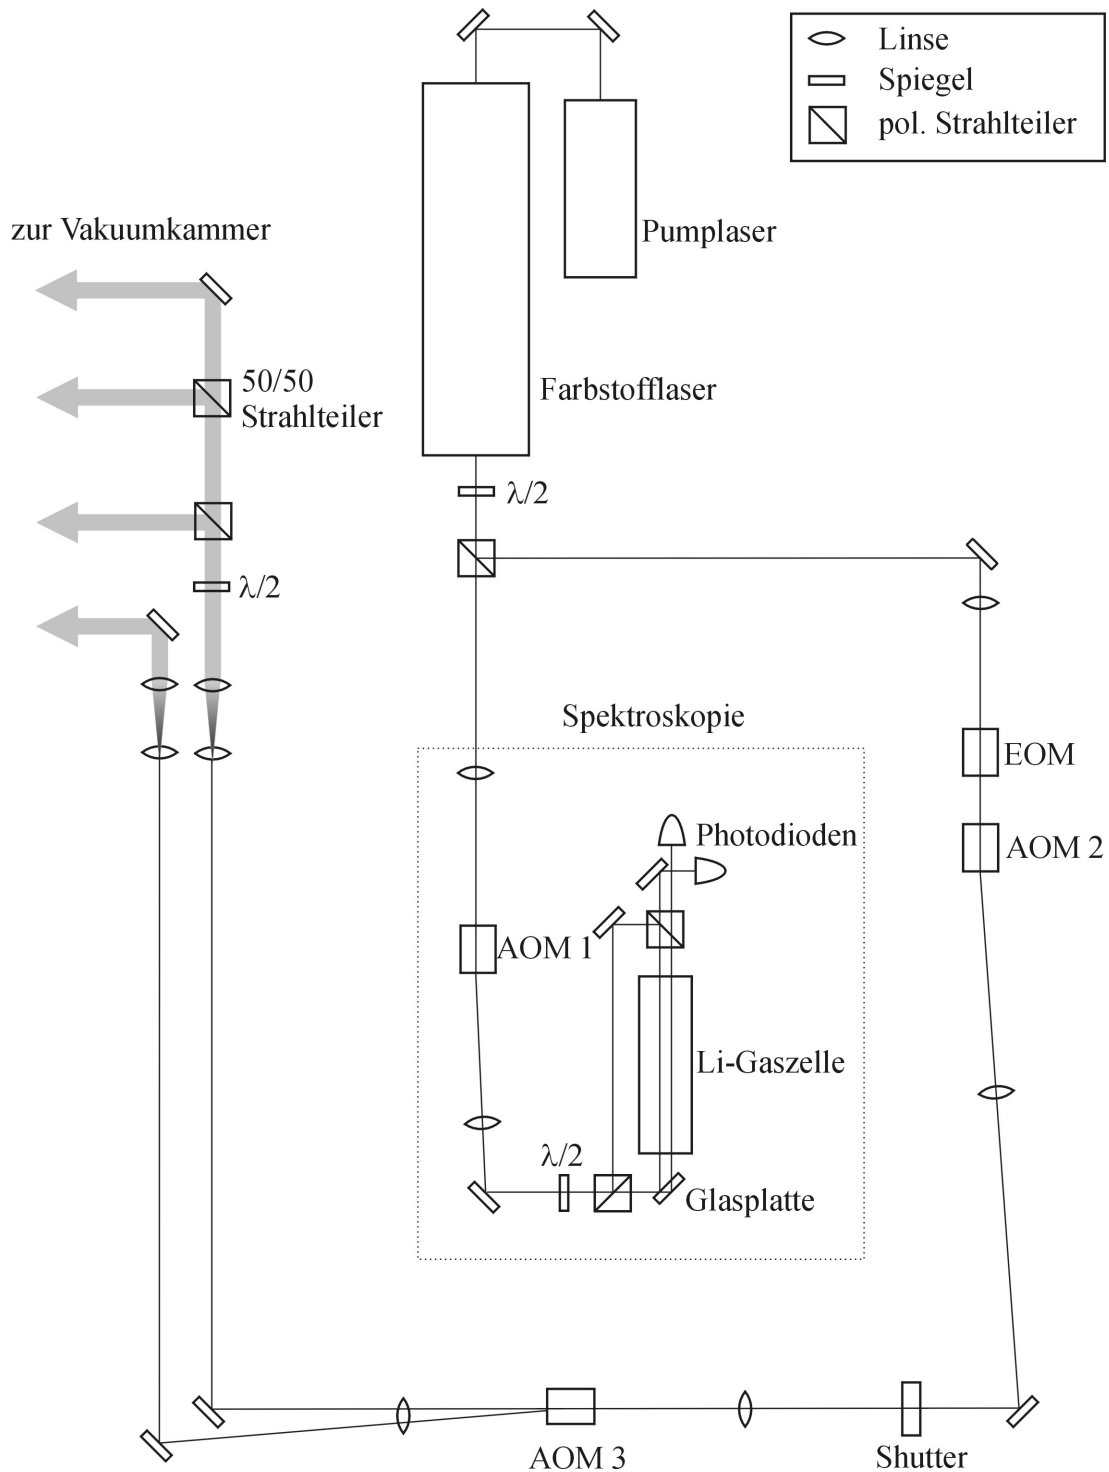 Linse
Spiegel
pol. Strahlteiler
Pumplaser
zur Vakuumkammer
50/50
Strahlteiler
Farbstofflaser
λ/2
λ/2
Spektroskopie
EOM
Photodioden
AOM 2
AOM 1
Li-Gaszelle
λ/2
Glasplatte
AOM 3
Shutter